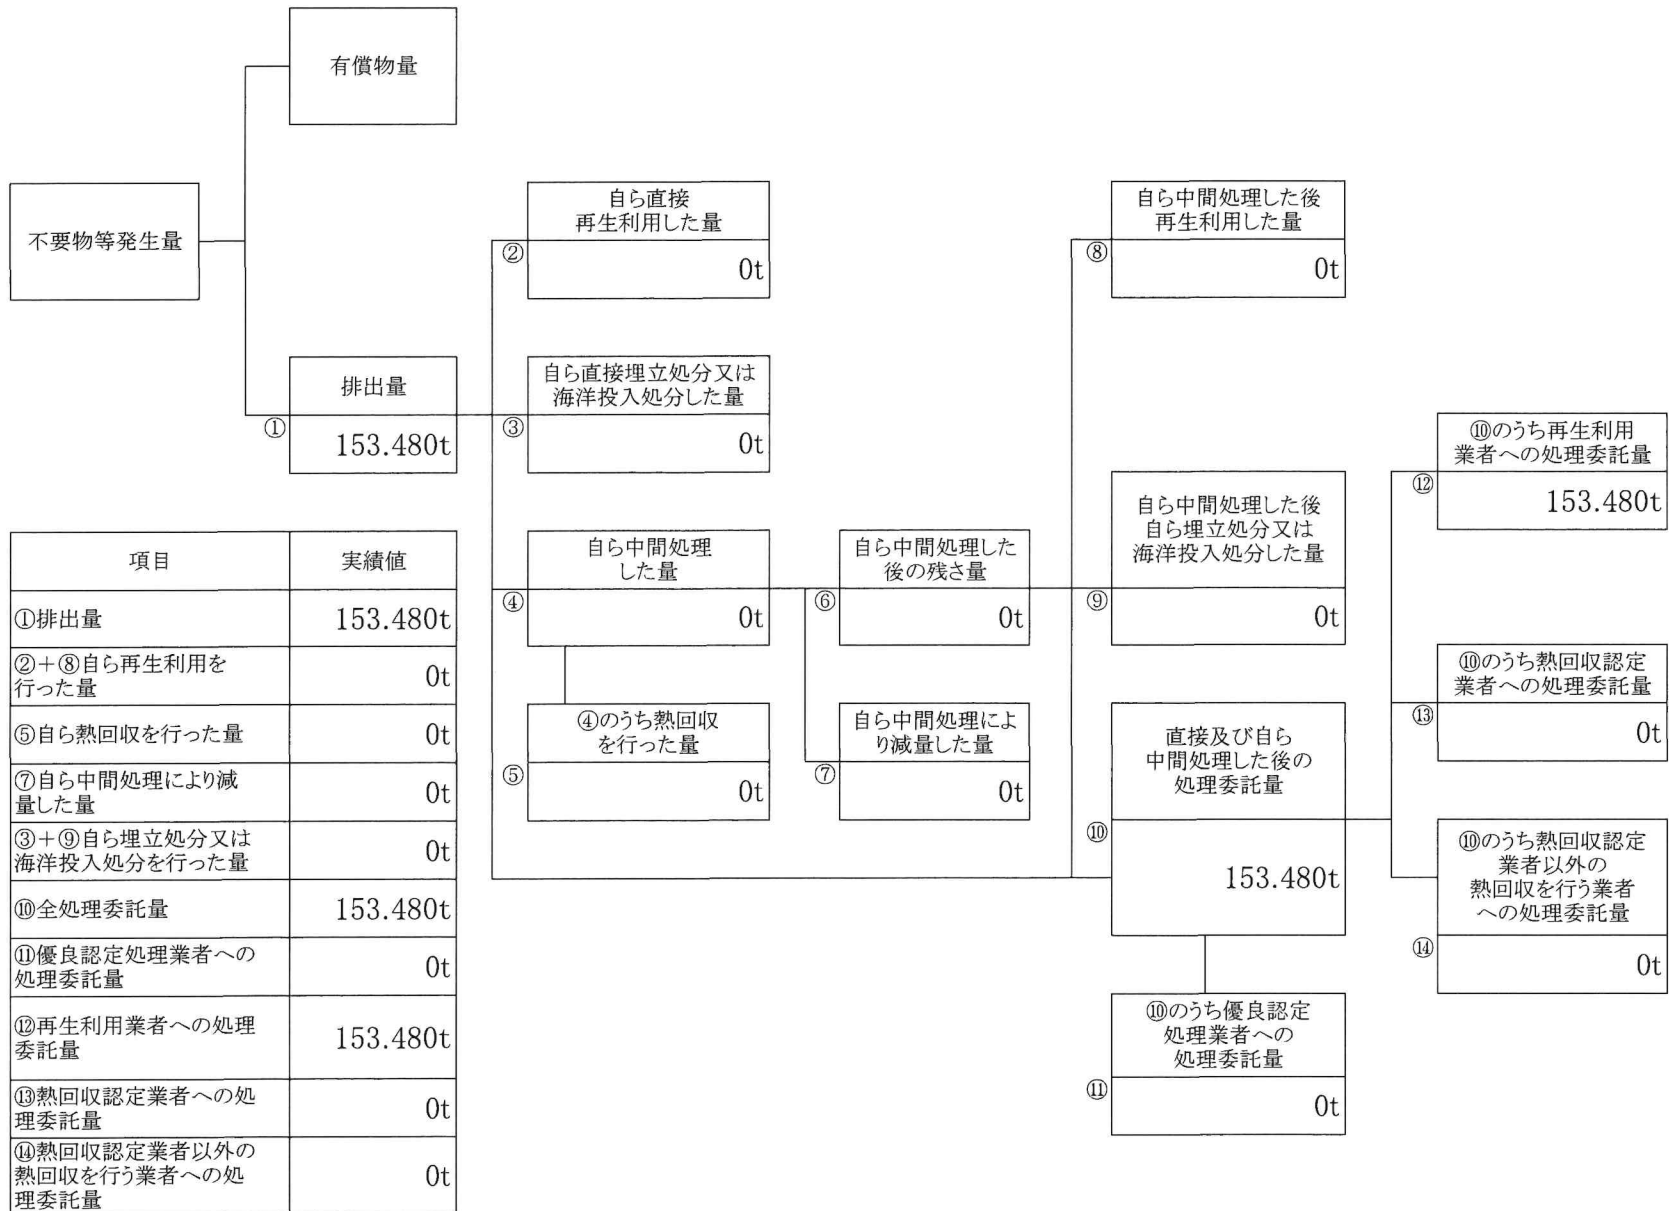 有償物量
不要物等発生量
排出量
①
153.480t
自ら直接
再生利用した量
②
0t
自ら直接埋立処分又は
海洋投入処分した量
③
0t
自ら中間処理
した量
④
0t
④のうち熱回収
を行った量
⑤
0t
自ら中間処理した
後の残さ量
⑥
0t
自ら中間処理によ
り減量した量
⑦
0t
自ら中間処理した後
再生利用した量
⑧
0t
自ら中間処理した後
自ら埋立処分又は
海洋投入処分した量
⑨
0t
直接及び自ら
中間処理した後の
処理委託量
⑩
153.480t
⑩のうち優良認定
処理業者への
処理委託量
⑪
0t
⑩のうち再生利用
業者への処理委託量
⑫
153.480t
⑩のうち熱回収認定
業者への処理委託量
⑬
0t
⑩のうち熱回収認定
業者以外の
熱回収を行う業者
への処理委託量
⑭
0t
項目 実績値
①排出量 153.480t
②+⑧自ら再生利用を
行った量 0t
⑤自ら熱回収を行った量 0t
⑦自ら中間処理により減
量した量 0t
③+⑨自ら埋立処分又は
海洋投入処分を行った量 0t
⑩全処理委託量 153.480t
⑪優良認定処理業者への
処理委託量 0t
⑫再生利用業者への処理
委託量 153.480t
⑬熱回収認定業者への処
理委託量 0t
⑭熱回収認定業者以外の
熱回収を行う業者への処
理委託量 0t